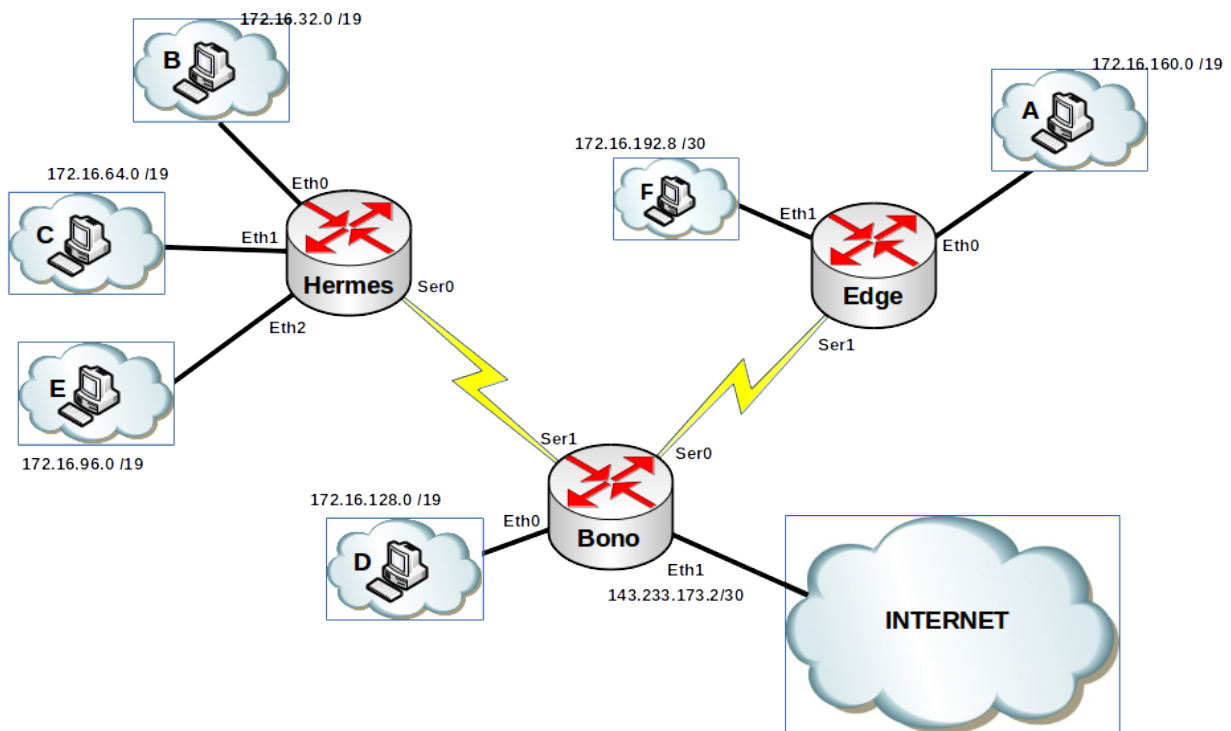 172.16.32.0 /19
B
172.16.160.0 /19
A
172.16.192.8 /30
F
172.16.64.0 /19
Eth0
Eth1
Eth0
C
Eth1
Hermes
Ser0
Edge
Eth2
Ser1
E
172.16.96.0 /19
Ser1
Ser0
172.16.128.0 /19
Eth0
Bono
D
Eth1
143.233.173.2/30
INTERNET